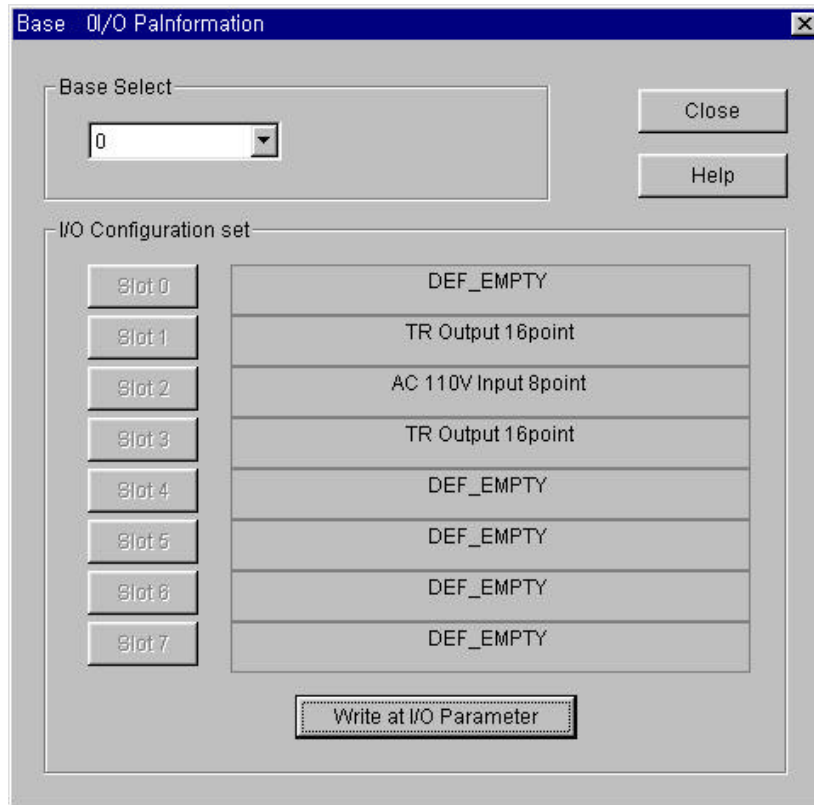 Base 0I/O PaInformation
Base Select
0
Close
Help
I/O Configuration set
Slot 0 DEF_EMPTY
Slot 1 TR Output 16point
Slot 2 AC 110V Input 8point
Slot 3 TR Output 16point
Slot 4 DEF_EMPTY
Slot 5 DEF_EMPTY
Slot 6 DEF_EMPTY
Slot 7 DEF_EMPTY
Write at I/O Parameter